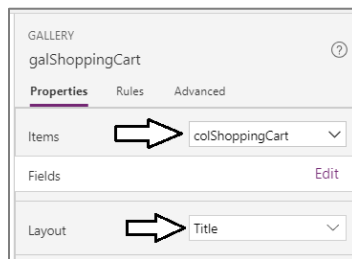 GALLERY
galShoppingCart
?
Properties Rules Advanced
Items colShoppingCart
Fields Edit
Layout Title